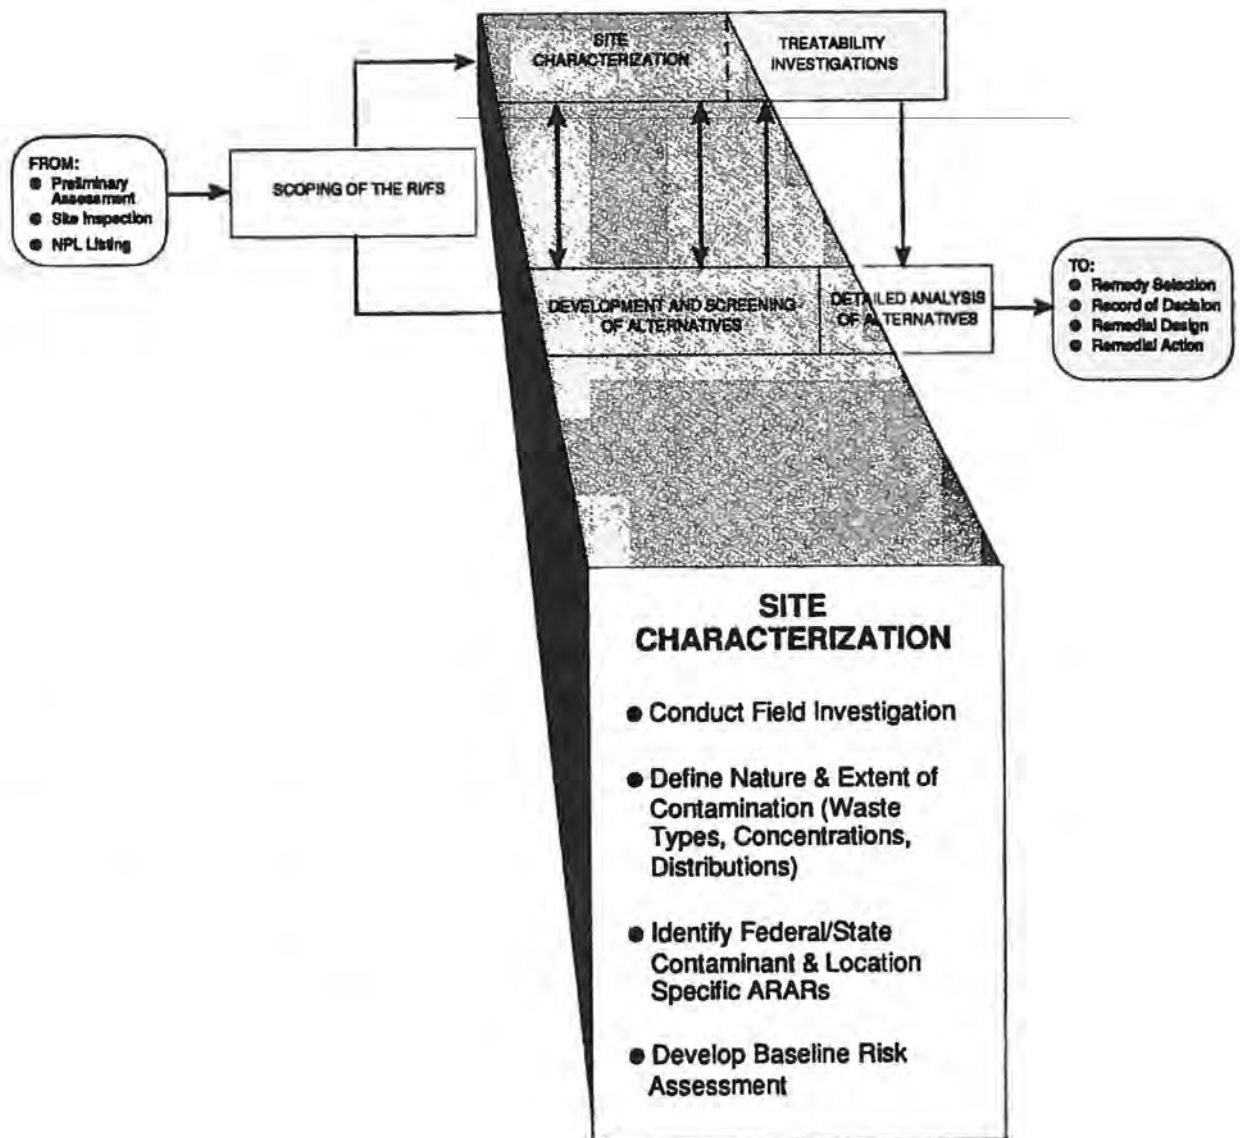 SITE
CHARACTERIZATION
TREATABILITY
INVESTIGATIONS
FROM:
● Preliminary
Assessment
● Site Inspection
● NPL Listing
SCOPING OF THE RI/FS
DEVELOPMENT AND SCREENING
OF ALTERNATIVES
DETAILED ANALYSIS
OF ALTERNATIVES
TO:
● Remedy Selection
● Record of Decision
● Remedial Design
● Remedial Action
SITE
CHARACTERIZATION
● Conduct Field Investigation
● Define Nature & Extent of
Contamination (Waste
Types, Concentrations,
Distributions)
● Identify Federal/State
Contaminant & Location
Specific ARARs
● Develop Baseline Risk
Assessment